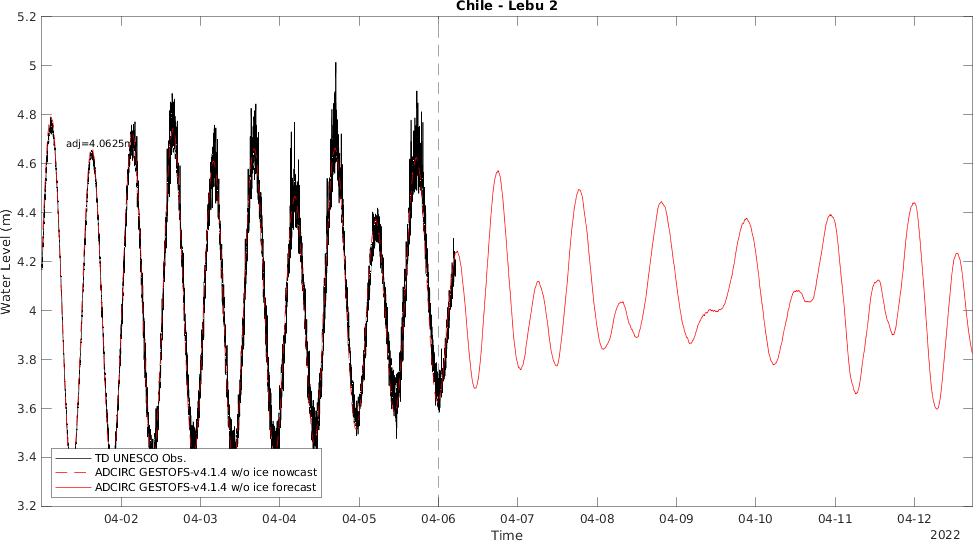 Chile - Lebu 2
5.2
5
4.8
4.6
4.4
4.2
4
3.8
3.6
3.4
3.2
Water Level (m)
adj=4.0625m
TD UNESCO Obs.
ADCIRC GESTOFS-v4.1.4 w/o ice nowcast
ADCIRC GESTOFS-v4.1.4 w/o ice forecast
04-02 04-03 04-04 04-05 04-06 04-07 04-08 04-09 04-10 04-11 04-12
Time
2022